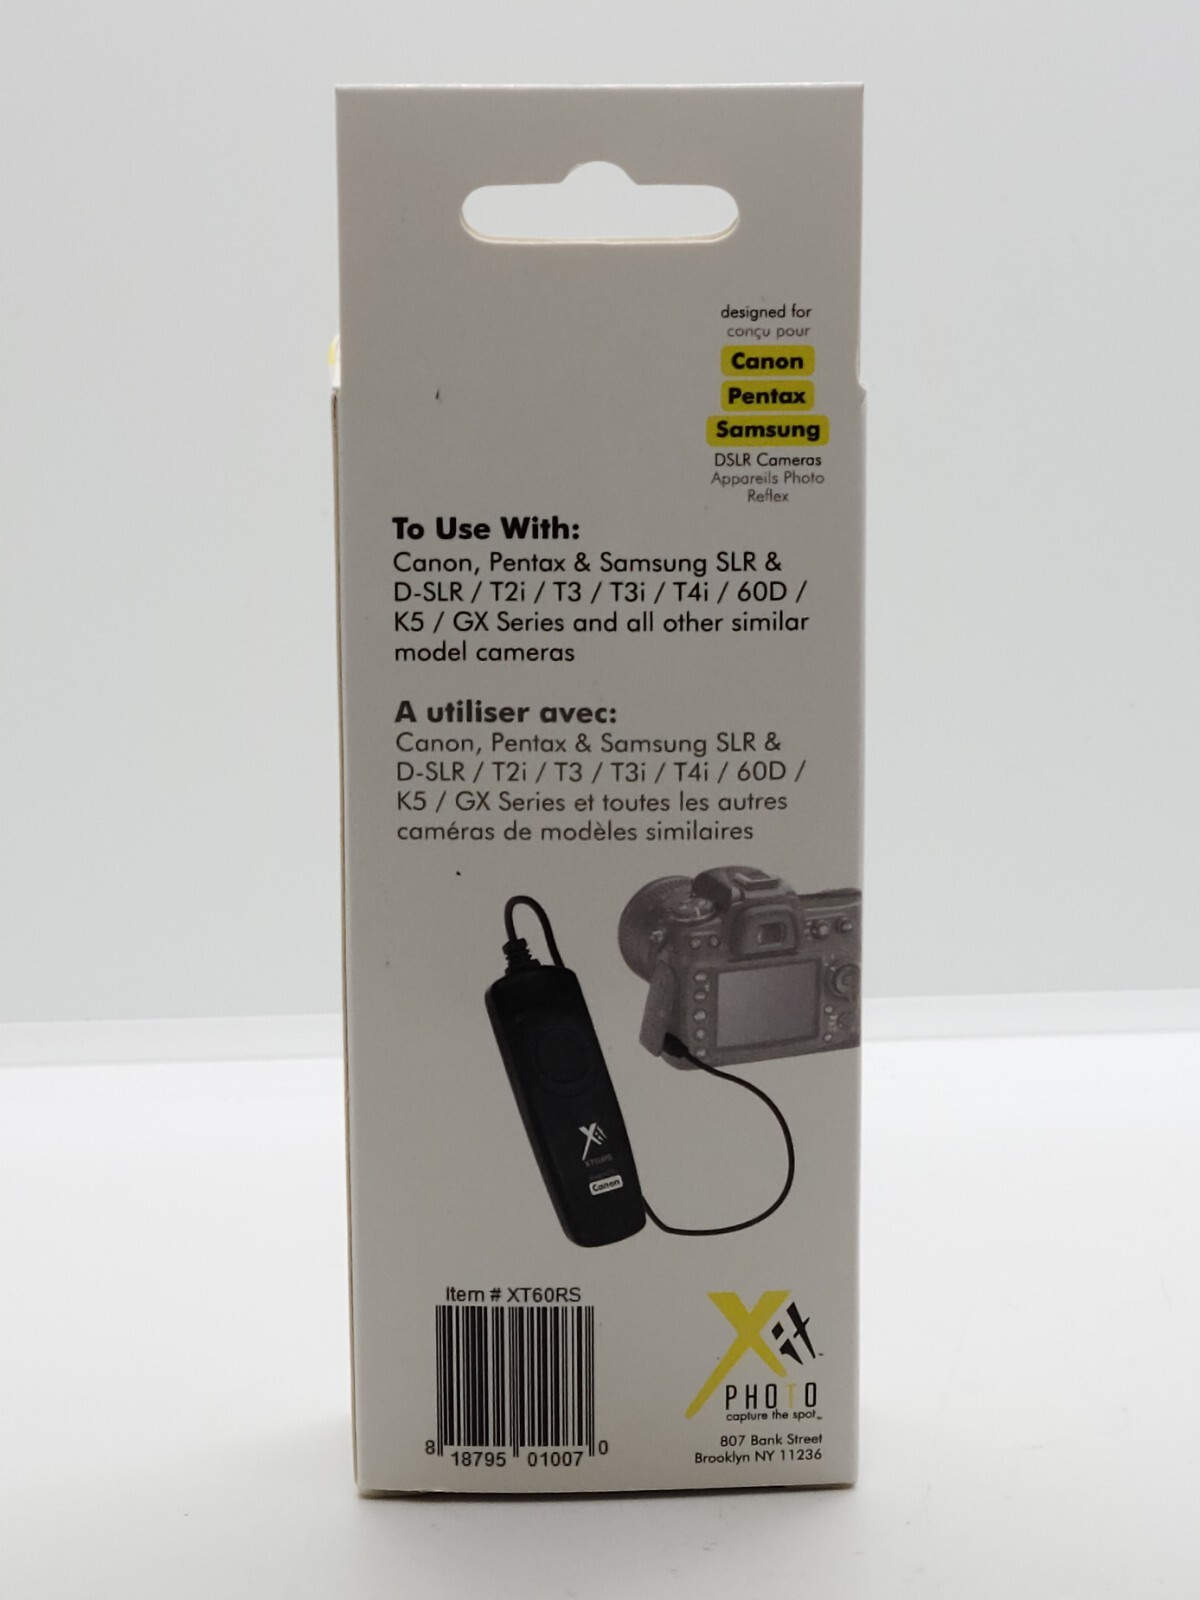 designed for
conçu pour
Canon
Pentax
Samsung
DSLR Cameras
Appareils Photo
Reflex
To Use With:
Canon, Pentax & Samsung SLR &
D-SLR / T2i / T3 / T3i / T4i / 60D /
K5 / GX Series and all other similar
model cameras
A utiliser avec:
Canon, Pentax & Samsung SLR &
D-SLR / T2i / T3 / T3i / T4i / 60D /
K5 / GX Series et toutes les autres
caméras de modèles similaires
Xit
Canon
Item # XT60RS
8 18795 01007 0
Xit
PHOTO
capture the spot™
807 Bank Street
Brooklyn NY 11236